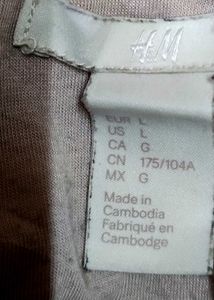 H&M
EUR L
US L
CA G
CN 175/104A
MX G
Made in
Cambodia
Fabriqué en
Cambodge